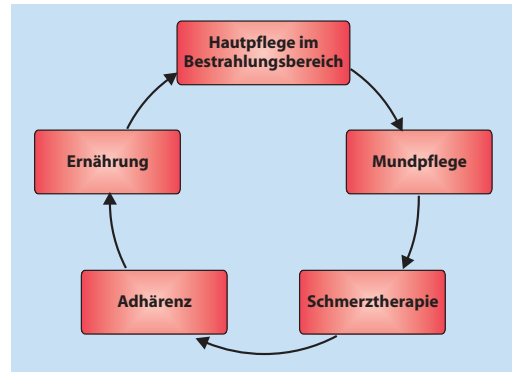 Hautpflege im
Bestrahlungsbereich
Ernährung
Mundpflege
Adhärenz
Schmerztherapie